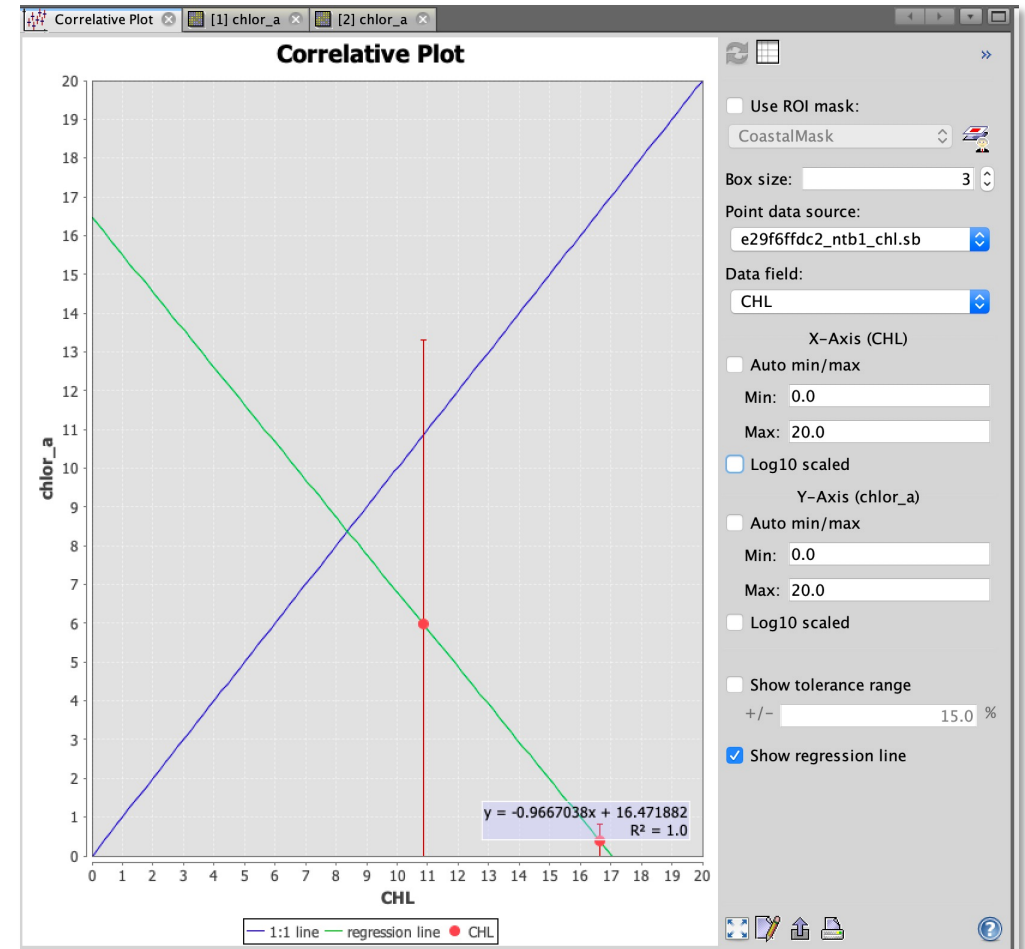 Correlative Plot
[1] chlor_a
[2] chlor_a
Correlative Plot
20
19
18
17
16
15
14
13
12
11
10
9
8
7
6
5
4
3
2
1
0
chlor_a
y = -0.9667038x + 16.471882
R² = 1.0
0 1 2 3 4 5 6 7 8 9 10 11 12 13 14 15 16 17 18 19 20
CHL
1:1 line regression line CHL
»
Use ROI mask:
CoastalMask
Box size: 3
Point data source:
e29f6ffdc2_ntb1_chl.sb
Data field:
CHL
X-Axis (CHL)
Auto min/max
Min: 0.0
Max: 20.0
Log10 scaled
Y-Axis (chlor_a)
Auto min/max
Min: 0.0
Max: 20.0
Log10 scaled
Show tolerance range
+/- 15.0 %
Show regression line
?